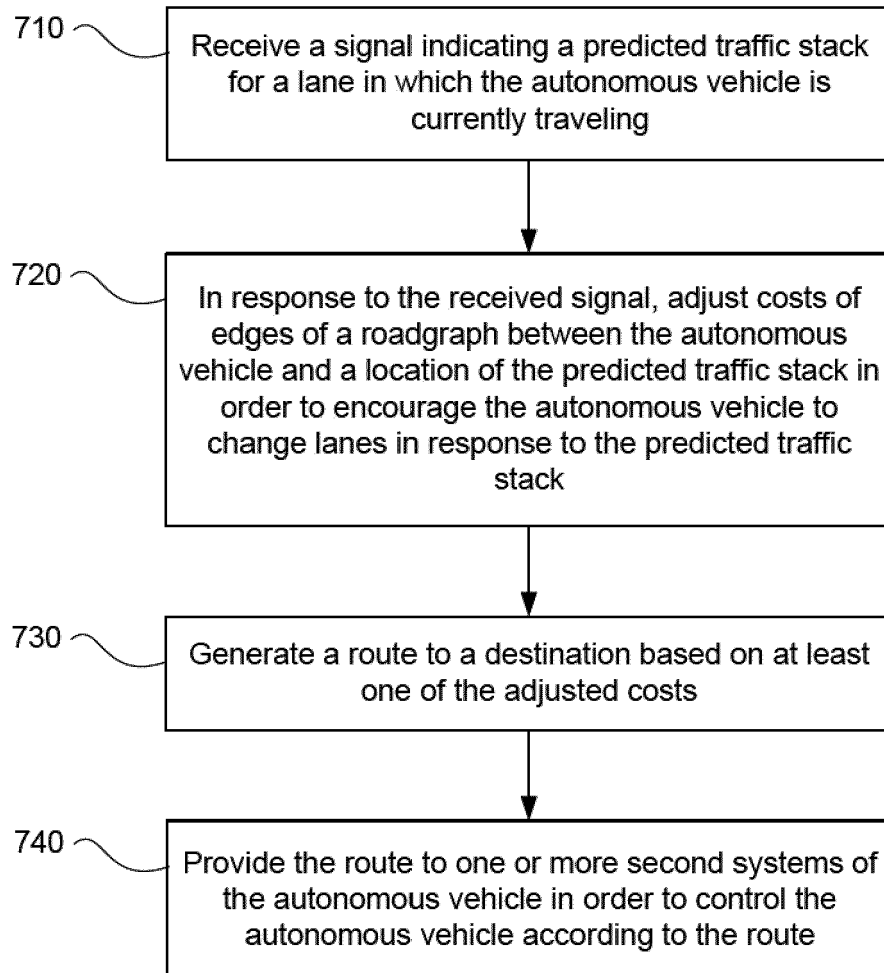 710
Receive a signal indicating a predicted traffic stack
for a lane in which the autonomous vehicle is
currently traveling
720
In response to the received signal, adjust costs of
edges of a roadgraph between the autonomous
vehicle and a location of the predicted traffic stack in
order to encourage the autonomous vehicle to
change lanes in response to the predicted traffic
stack
730
Generate a route to a destination based on at least
one of the adjusted costs
740
Provide the route to one or more second systems of
the autonomous vehicle in order to control the
autonomous vehicle according to the route